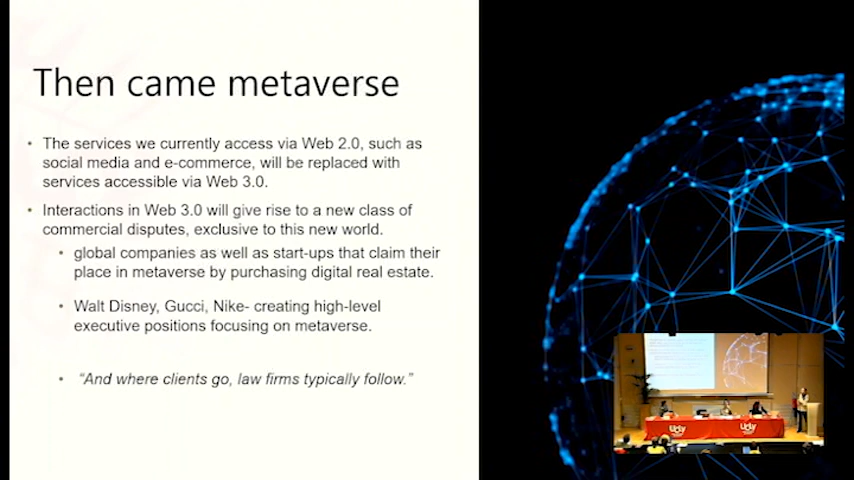 Then came metaverse
• The services we currently access via Web 2.0, such as
social media and e-commerce, will be replaced with
services accessible via Web 3.0.
• Interactions in Web 3.0 will give rise to a new class of
commercial disputes, exclusive to this new world.
• global companies as well as start-ups that claim their
place in metaverse by purchasing digital real estate.
• Walt Disney, Gucci, Nike- creating high-level
executive positions focusing on metaverse.
• “And where clients go, law firms typically follow.”